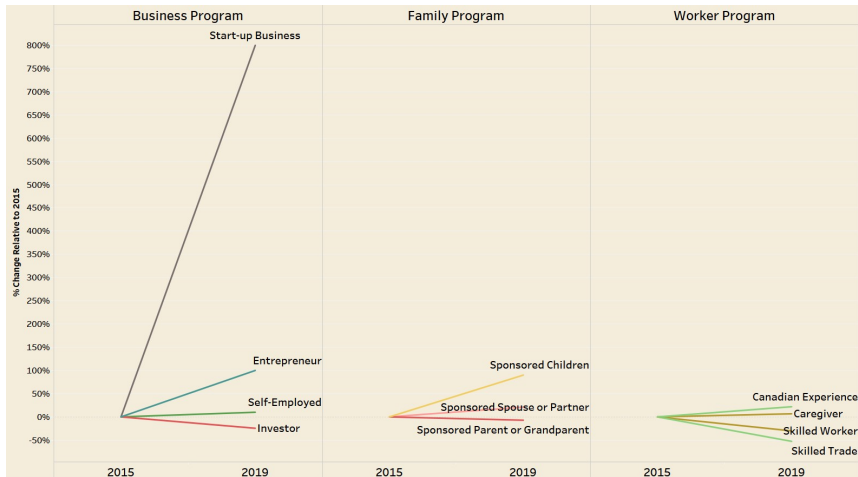 Business Program
Family Program
Worker Program
% Change Relative to 2015
800%
750%
700%
650%
600%
550%
500%
450%
400%
350%
300%
250%
200%
150%
100%
50%
0%
-50%
Start-up Business
Entrepreneur
Self-Employed
Investor
Sponsored Children
Sponsored Spouse or Partner
Sponsored Parent or Grandparent
Canadian Experience
Caregiver
Skilled Worker
Skilled Trade
2015
2019
2015
2019
2015
2019